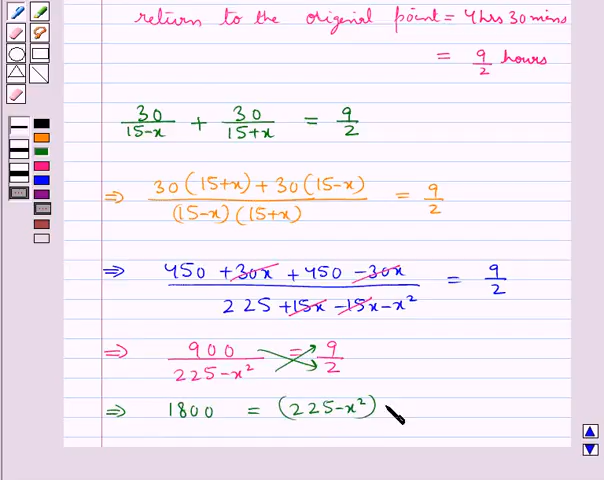 return to the original point = 4 hrs 30 mins
= 9/2 hours
30/(15-x) + 30/(15+x) = 9/2
⇒ (30(15+x) + 30(15-x))/((15-x)(15+x)) = 9/2
⇒ (450 + 30x + 450 - 30x)/(225 + 15x - 15x - x²) = 9/2
⇒ 900/(225-x²) = 9/2
⇒ 1800 = (225-x²)